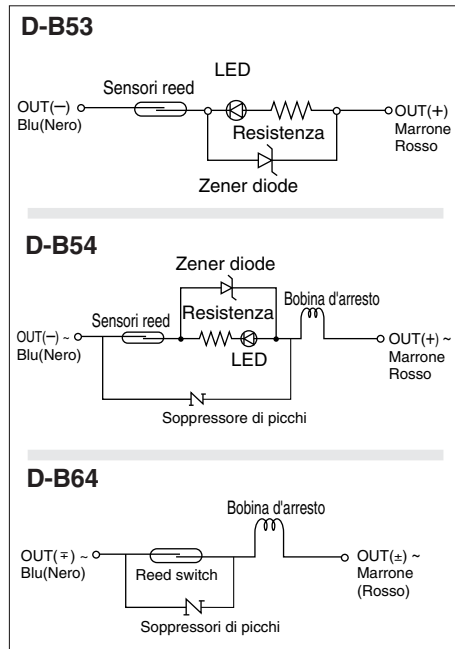 D-B53
LED
Sensori reed
OUT(−)
Blu(Nero)
OUT(+)
Marrone
Rosso
Resistenza
Zener diode
D-B54
Zener diode
Bobina d'arresto
Resistenza
Sensori reed
OUT(−) ~
Blu(Nero)
LED
OUT(+) ~
Marrone
Rosso
Soppressore di picchi
D-B64
Bobina d'arresto
OUT(∓) ~
Blu(Nero)
Reed switch
OUT(±) ~
Marrone
(Rosso)
Soppressori di picchi